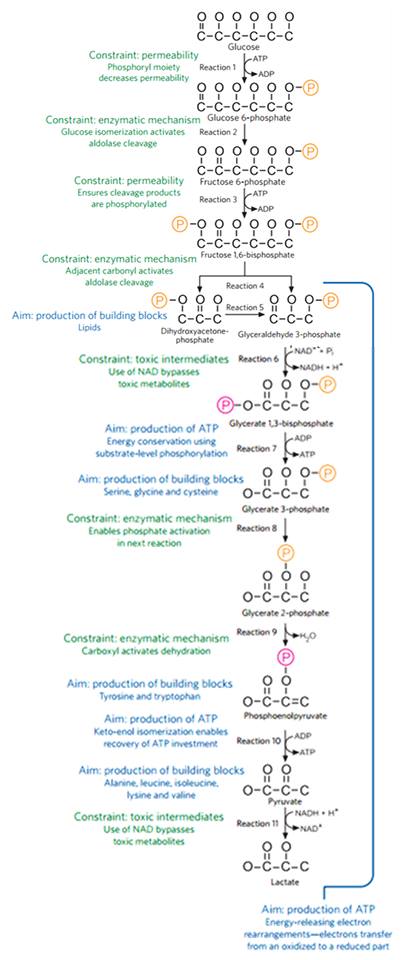 O O O O O O
C–C–C–C–C–C
Glucose
Constraint: permeability
Phosphoryl moiety
decreases permeability
Reaction 1
ATP
ADP
O O O O O O–P
C–C–C–C–C–C
Glucose 6-phosphate
Constraint: enzymatic mechanism
Glucose isomerization activates
aldolase cleavage
Reaction 2
O O O O O O–P
C–C–C–C–C–C
Fructose 6-phosphate
Constraint: permeability
Ensures cleavage products
are phosphorylated
Reaction 3
ATP
ADP
P–O O O O O O–P
C–C–C–C–C–C
Fructose 1,6-bisphosphate
Constraint: enzymatic mechanism
Adjacent carbonyl activates
aldolase cleavage
Reaction 4
P–O O O
C–C–C
Dihydroxyacetone-
phosphate
Reaction 5
O O O–P
C–C–C
Glyceraldehyde 3-phosphate
Aim: production of building blocks
Lipids
Constraint: toxic intermediates
Use of NAD bypasses
toxic metabolites
Reaction 6
NAD⁺ + Pᵢ
NADH + H⁺
O O O–P
P–O–C–C–C
Glycerate 1,3-bisphosphate
Aim: production of ATP
Energy conservation using
substrate-level phosphorylation
Reaction 7
ADP
ATP
Aim: production of building blocks
Serine, glycine and cysteine
O O O–P
O–C–C–C
Glycerate 3-phosphate
Constraint: enzymatic mechanism
Enables phosphate activation
in next reaction
Reaction 8
P
O O O
O–C–C–C
Glycerate 2-phosphate
Constraint: enzymatic mechanism
Carboxyl activates dehydration
Reaction 9
H₂O
P
Aim: production of building blocks
Tyrosine and tryptophan
O O
O–C–C=C
Phosphoenolpyruvate
Aim: production of ATP
Keto-enol isomerization enables
recovery of ATP investment
Reaction 10
ADP
ATP
Aim: production of building blocks
Alanine, leucine, isoleucine,
lysine and valine
O O
O–C–C–C
Pyruvate
Constraint: toxic intermediates
Use of NAD bypasses
toxic metabolites
Reaction 11
NADH + H⁺
NAD⁺
O O
O–C–C–C
Lactate
Aim: production of ATP
Energy-releasing electron
rearrangements—electrons transfer
from an oxidized to a reduced part